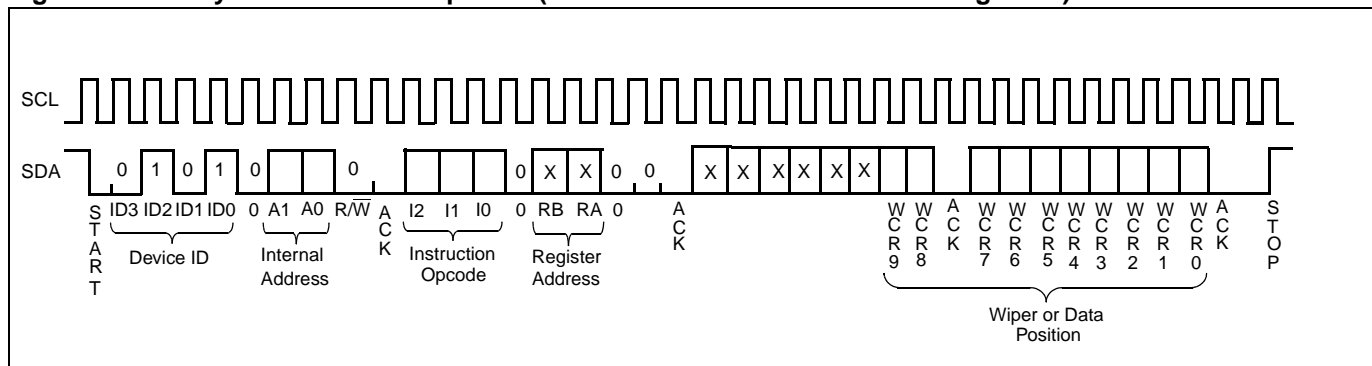 SCL
SDA
0 1 0 1 0 0 0 X X 0 0 X X X X X X
START ID3 ID2 ID1 ID0 0 A1 A0 R/W ACK I2 I1 I0 0 RB RA 0 ACK WCR9 WCR8 ACK WCR7 WCR6 WCR5 WCR4 WCR3 WCR2 WCR1 WCR0 ACK STOP
Device ID
Internal
Address
Instruction
Opcode
Register
Address
Wiper or Data
Position